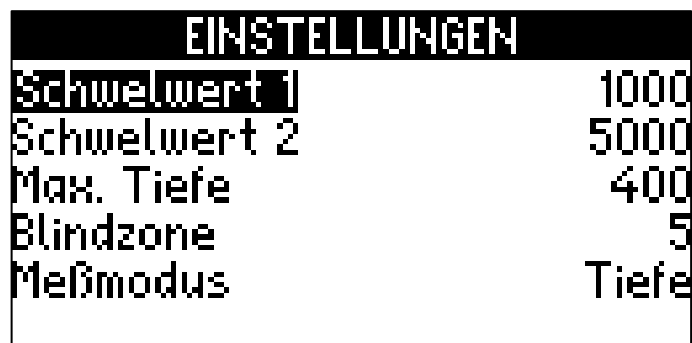 EINSTELLUNGEN
Schwelwert 1 1000
Schwelwert 2 5000
Max. Tiefe 400
Blindzone 5
Meßmodus Tiefe